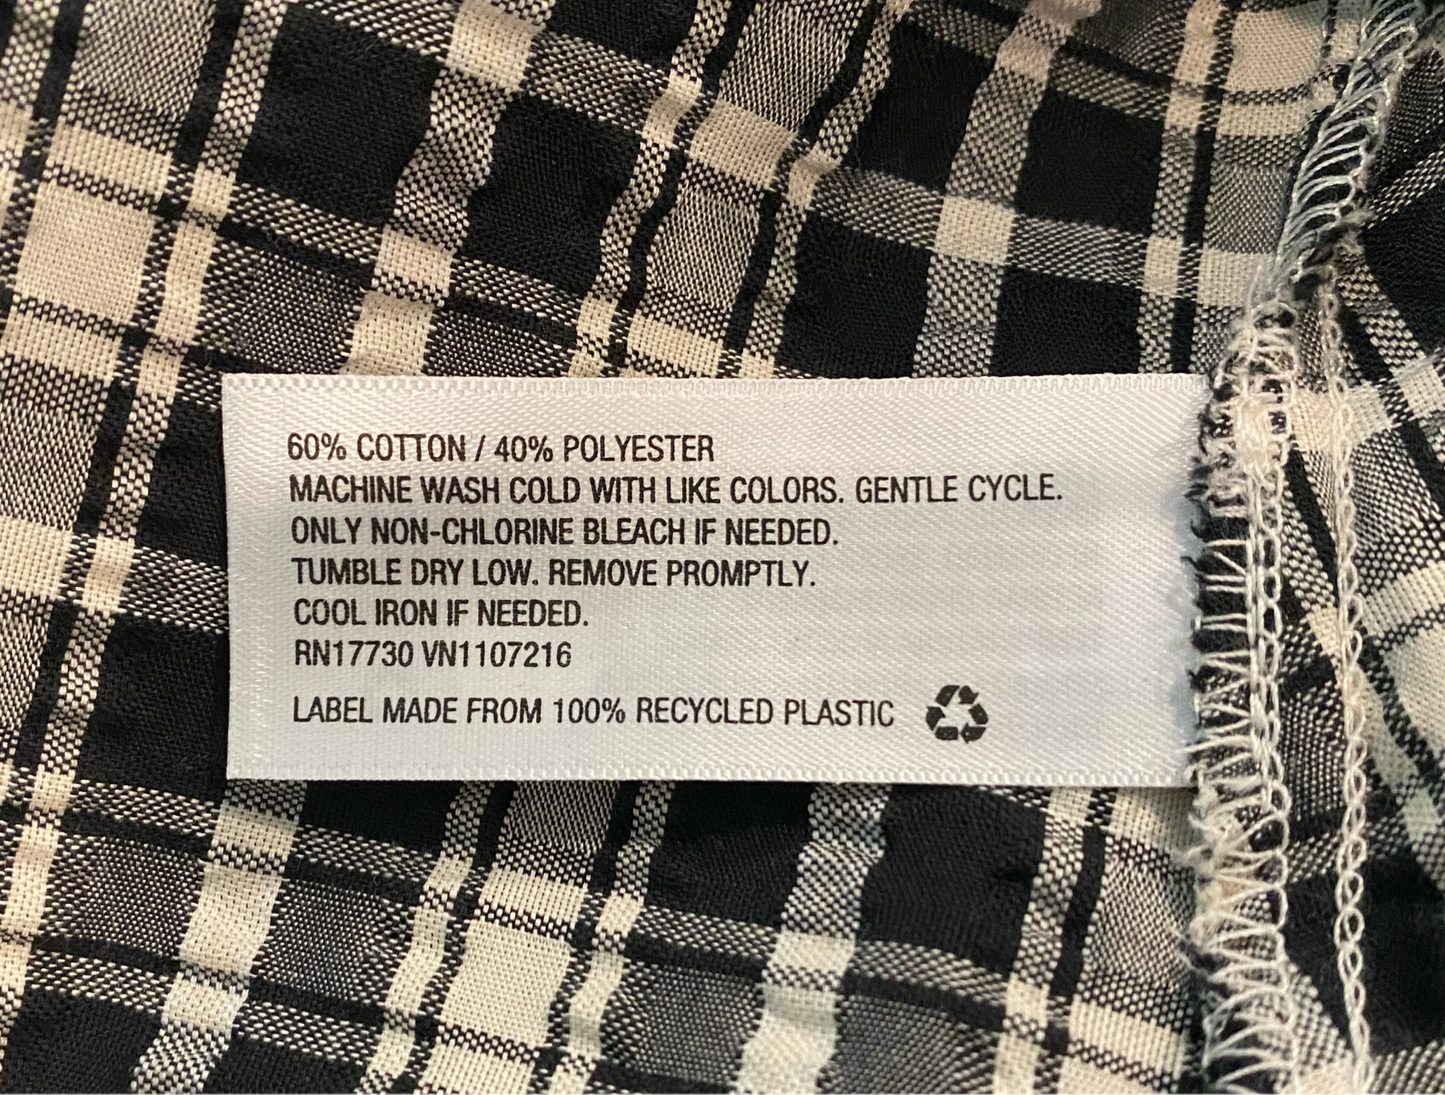 60% COTTON / 40% POLYESTER
MACHINE WASH COLD WITH LIKE COLORS. GENTLE CYCLE.
ONLY NON-CHLORINE BLEACH IF NEEDED.
TUMBLE DRY LOW. REMOVE PROMPTLY.
COOL IRON IF NEEDED.
RN17730 VN1107216
LABEL MADE FROM 100% RECYCLED PLASTIC